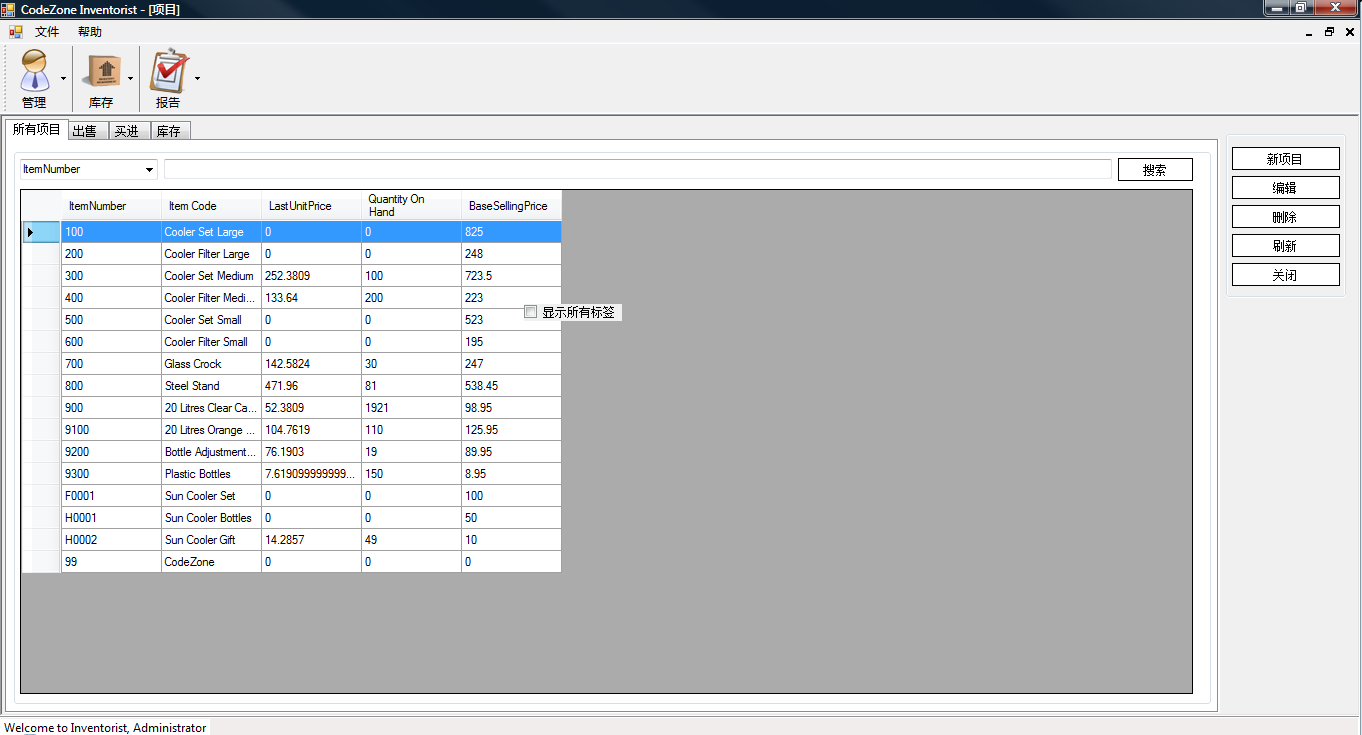 CodeZone Inventorist - [项目]
文件 帮助
管理 库存 报告
所有项目 出售 买进 库存
ItemNumber 搜索
ItemNumber Item Code LastUnitPrice Quantity On Hand BaseSellingPrice
100 Cooler Set Large 0 0 825
200 Cooler Filter Large 0 0 248
300 Cooler Set Medium 252.3809 100 723.5
400 Cooler Filter Medi... 133.64 200 223
显示所有标签
500 Cooler Set Small 0 0 523
600 Cooler Filter Small 0 0 195
700 Glass Crock 142.5824 30 247
800 Steel Stand 471.96 81 538.45
900 20 Litres Clear Ca... 52.3809 1921 98.95
9100 20 Litres Orange ... 104.7619 110 125.95
9200 Bottle Adjustment... 76.1903 19 89.95
9300 Plastic Bottles 7.619099999999... 150 8.95
F0001 Sun Cooler Set 0 0 100
H0001 Sun Cooler Bottles 0 0 50
H0002 Sun Cooler Gift 14.2857 49 10
99 CodeZone 0 0 0
新项目
编辑
删除
刷新
关闭
Welcome to Inventorist, Administrator